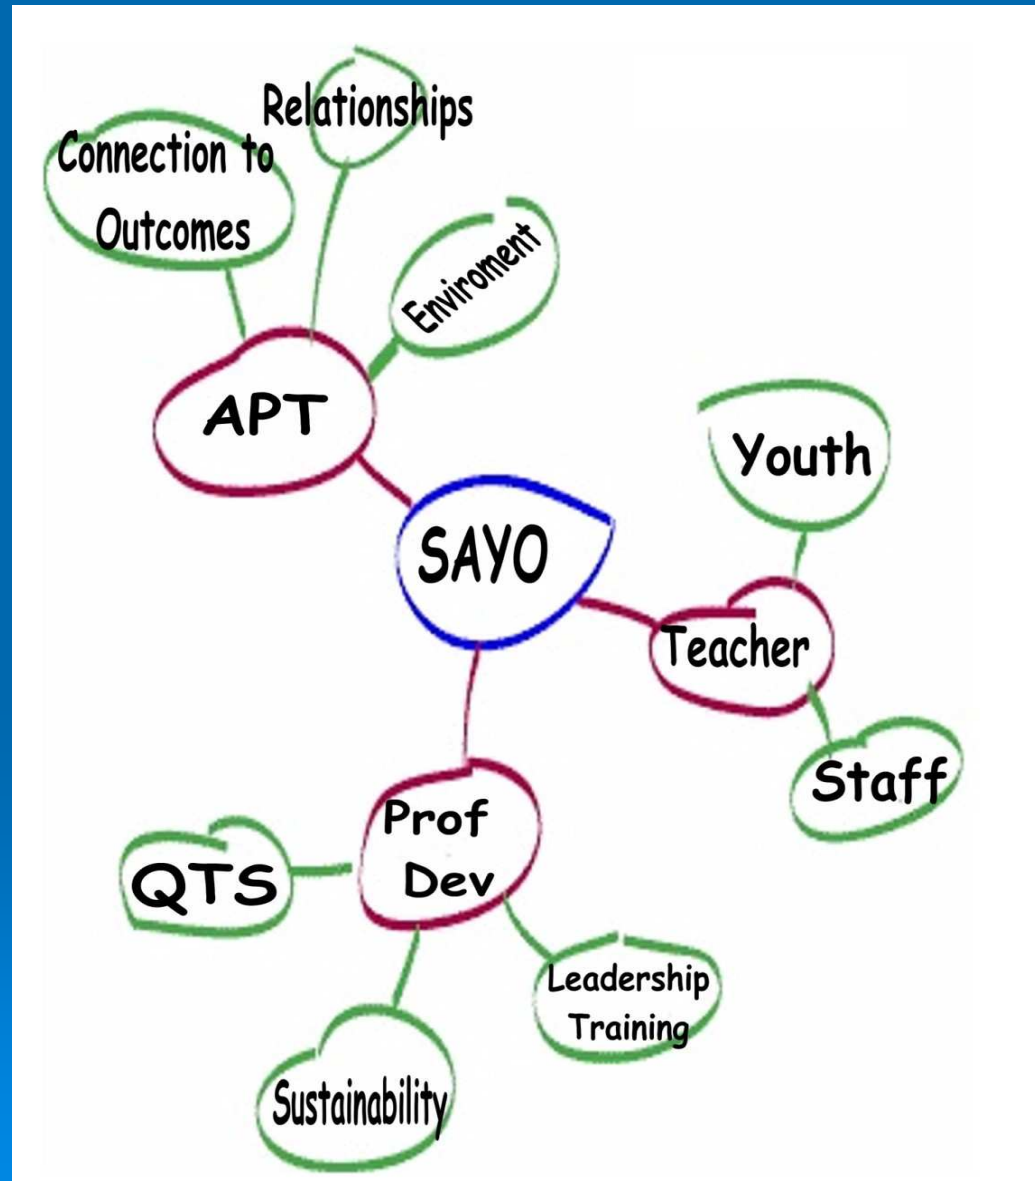 Relationships
Connection to
Outcomes
Enviroment
APT
Youth
SAYO
Teacher
Staff
Prof
Dev
QTS
Leadership
Training
Sustainability